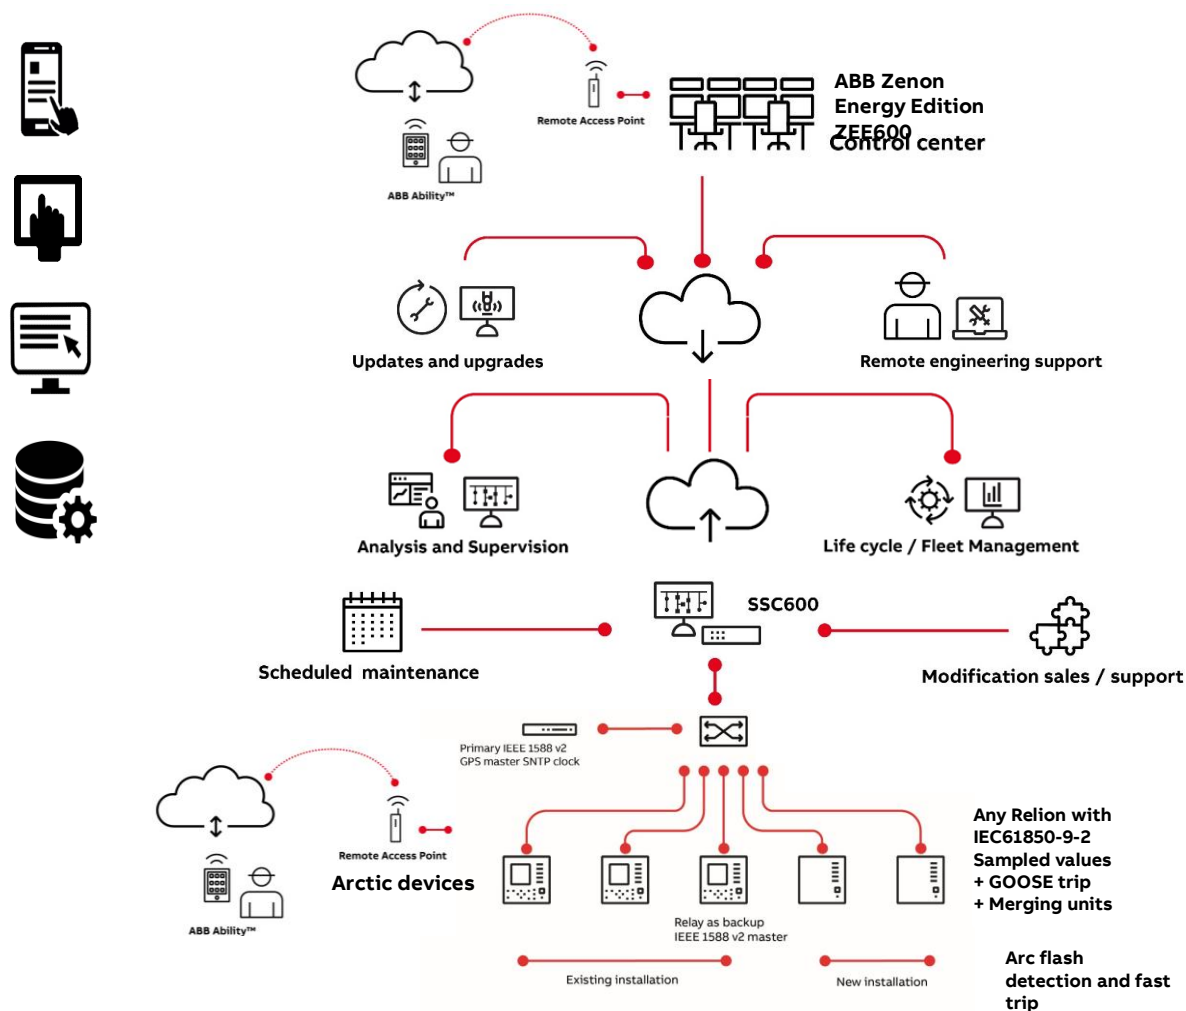 ABB Zenon
Energy Edition
ZEE600
Control center
Remote Access Point
ABB Ability™
Updates and upgrades
Remote engineering support
Analysis and Supervision
Life cycle / Fleet Management
SSC600
Scheduled maintenance
Modification sales / support
Primary IEEE 1588 v2
GPS master SNTP clock
Remote Access Point
Arctic devices
ABB Ability™
Any Relion with
IEC61850-9-2
Sampled values
+ GOOSE trip
+ Merging units
Relay as backup
IEEE 1588 v2 master
Existing installation
New installation
Arc flash
detection and fast
trip